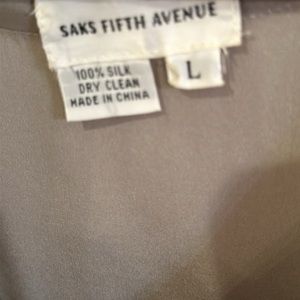 SAKS FIFTH AVENUE
L
100% SILK
DRY CLEAN
MADE IN CHINA